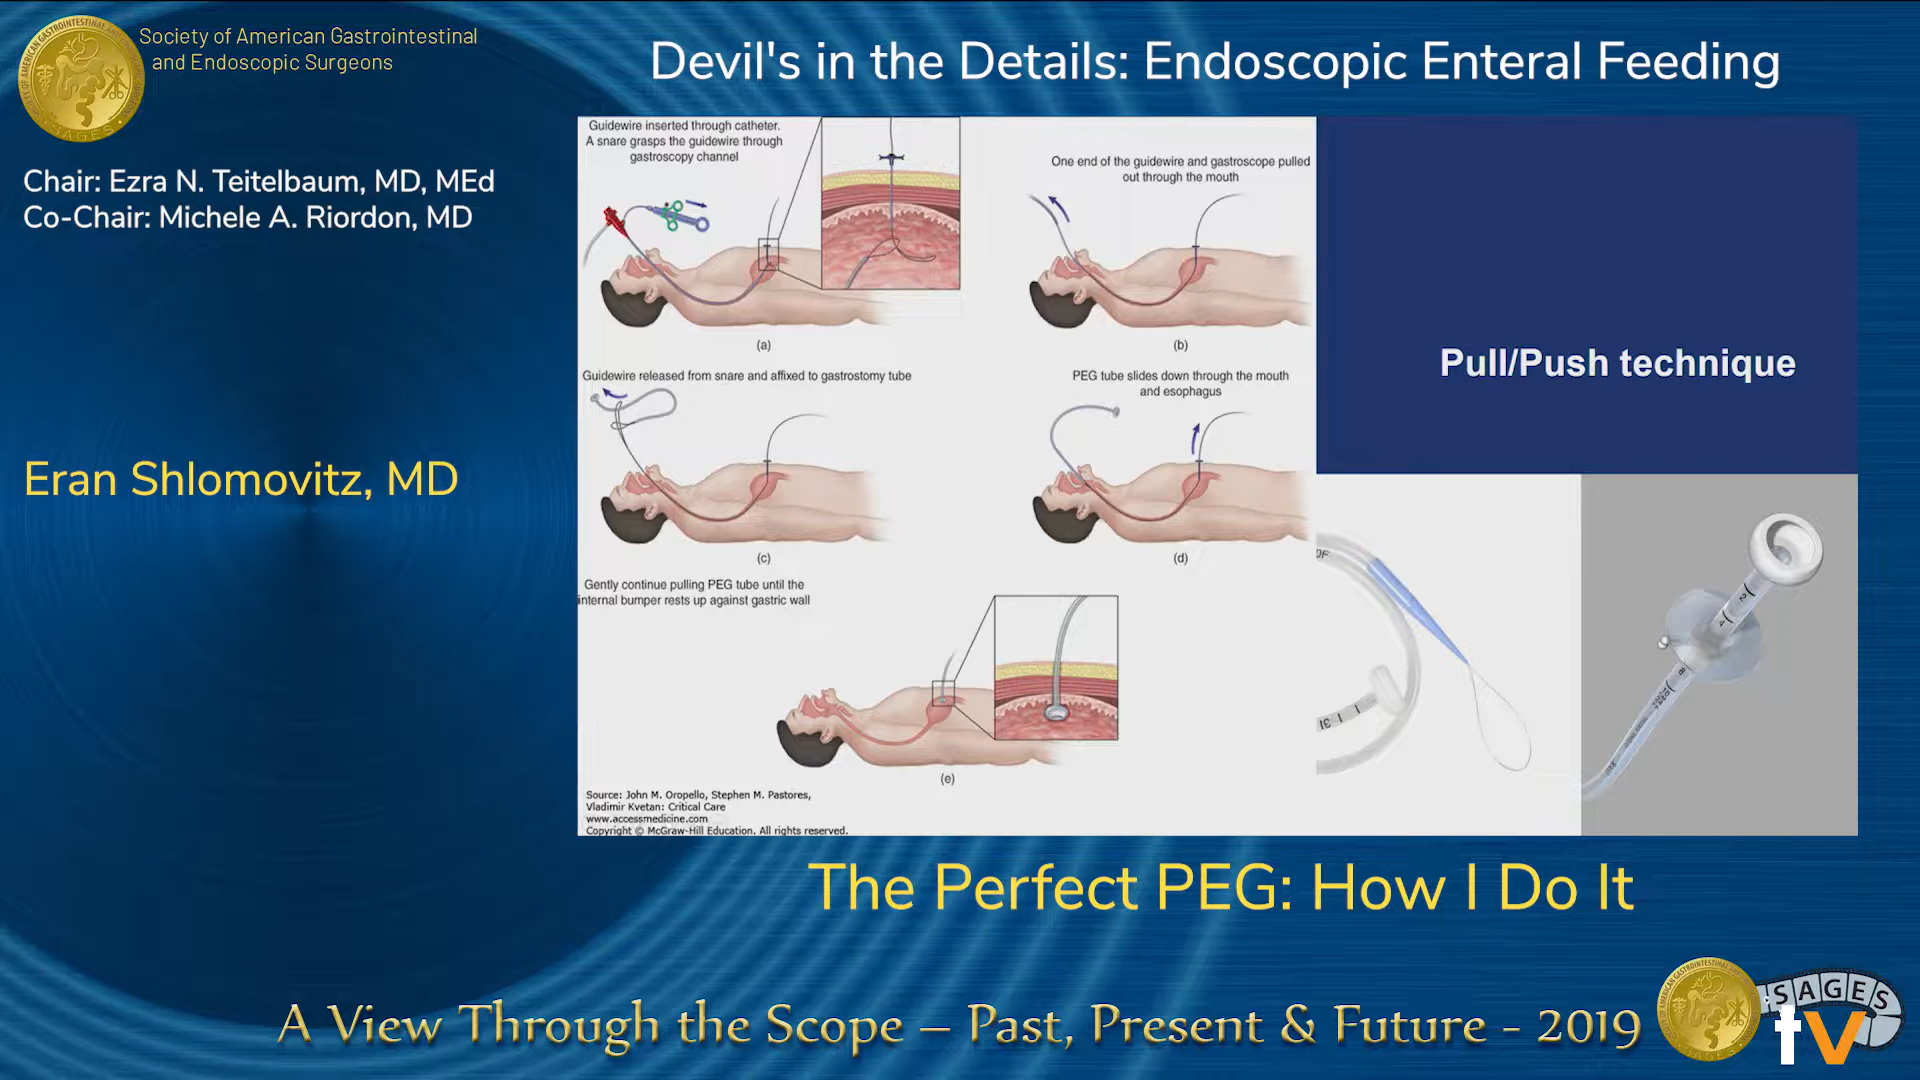 Society of American Gastrointestinal
and Endoscopic Surgeons
Devil's in the Details: Endoscopic Enteral Feeding
Chair: Ezra N. Teitelbaum, MD, MEd
Co-Chair: Michele A. Riordon, MD
Eran Shlomovitz, MD
Guidewire inserted through catheter.
A snare grasps the guidewire through
gastroscopy channel
(a)
One end of the guidewire and gastroscope pulled
out through the mouth
(b)
Guidewire released from snare and affixed to gastrostomy tube
(c)
PEG tube slides down through the mouth
and esophagus
(d)
Gently continue pulling PEG tube until the
internal bumper rests up against gastric wall
(e)
Source: John M. Oropello, Stephen M. Pastores,
Vladimir Kvetan: Critical Care
www.accessmedicine.com
Copyright © McGraw-Hill Education. All rights reserved.
Pull/Push technique
2
4
8
The Perfect PEG: How I Do It
A View Through the Scope – Past, Present & Future - 2019
SAGES
tv